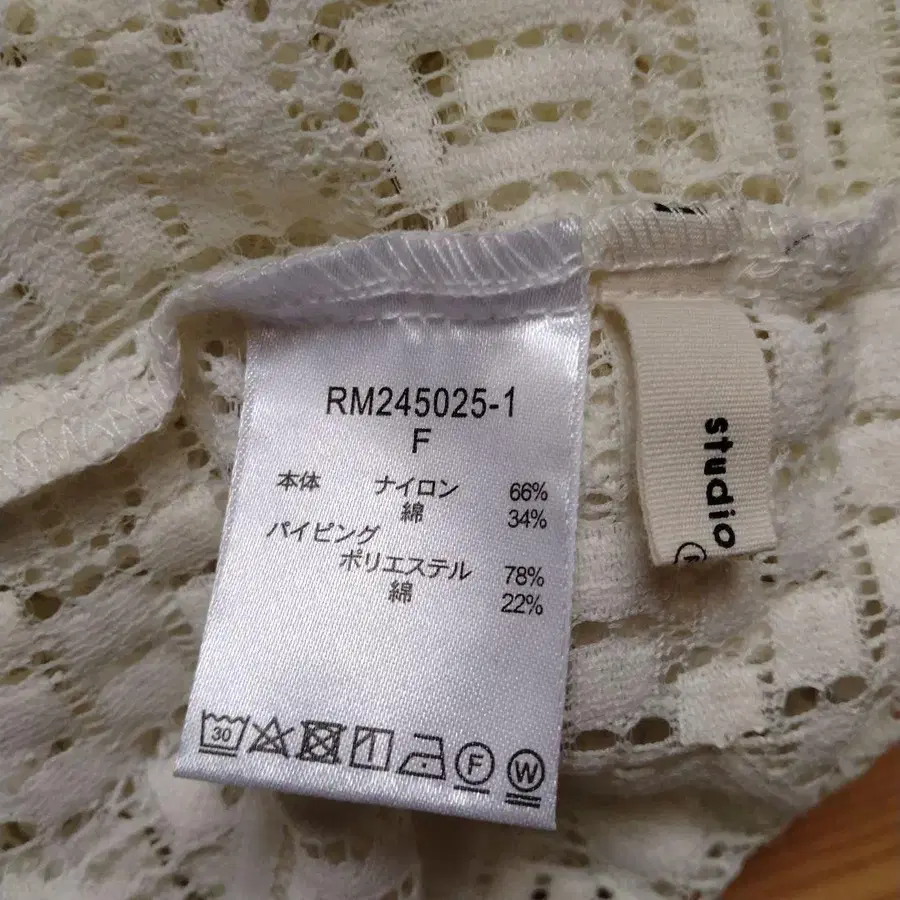 RM245025-1
F
本体 ナイロン 66%
綿 34%
パイピング
ポリエステル 78%
綿 22%
30
F
W
studio